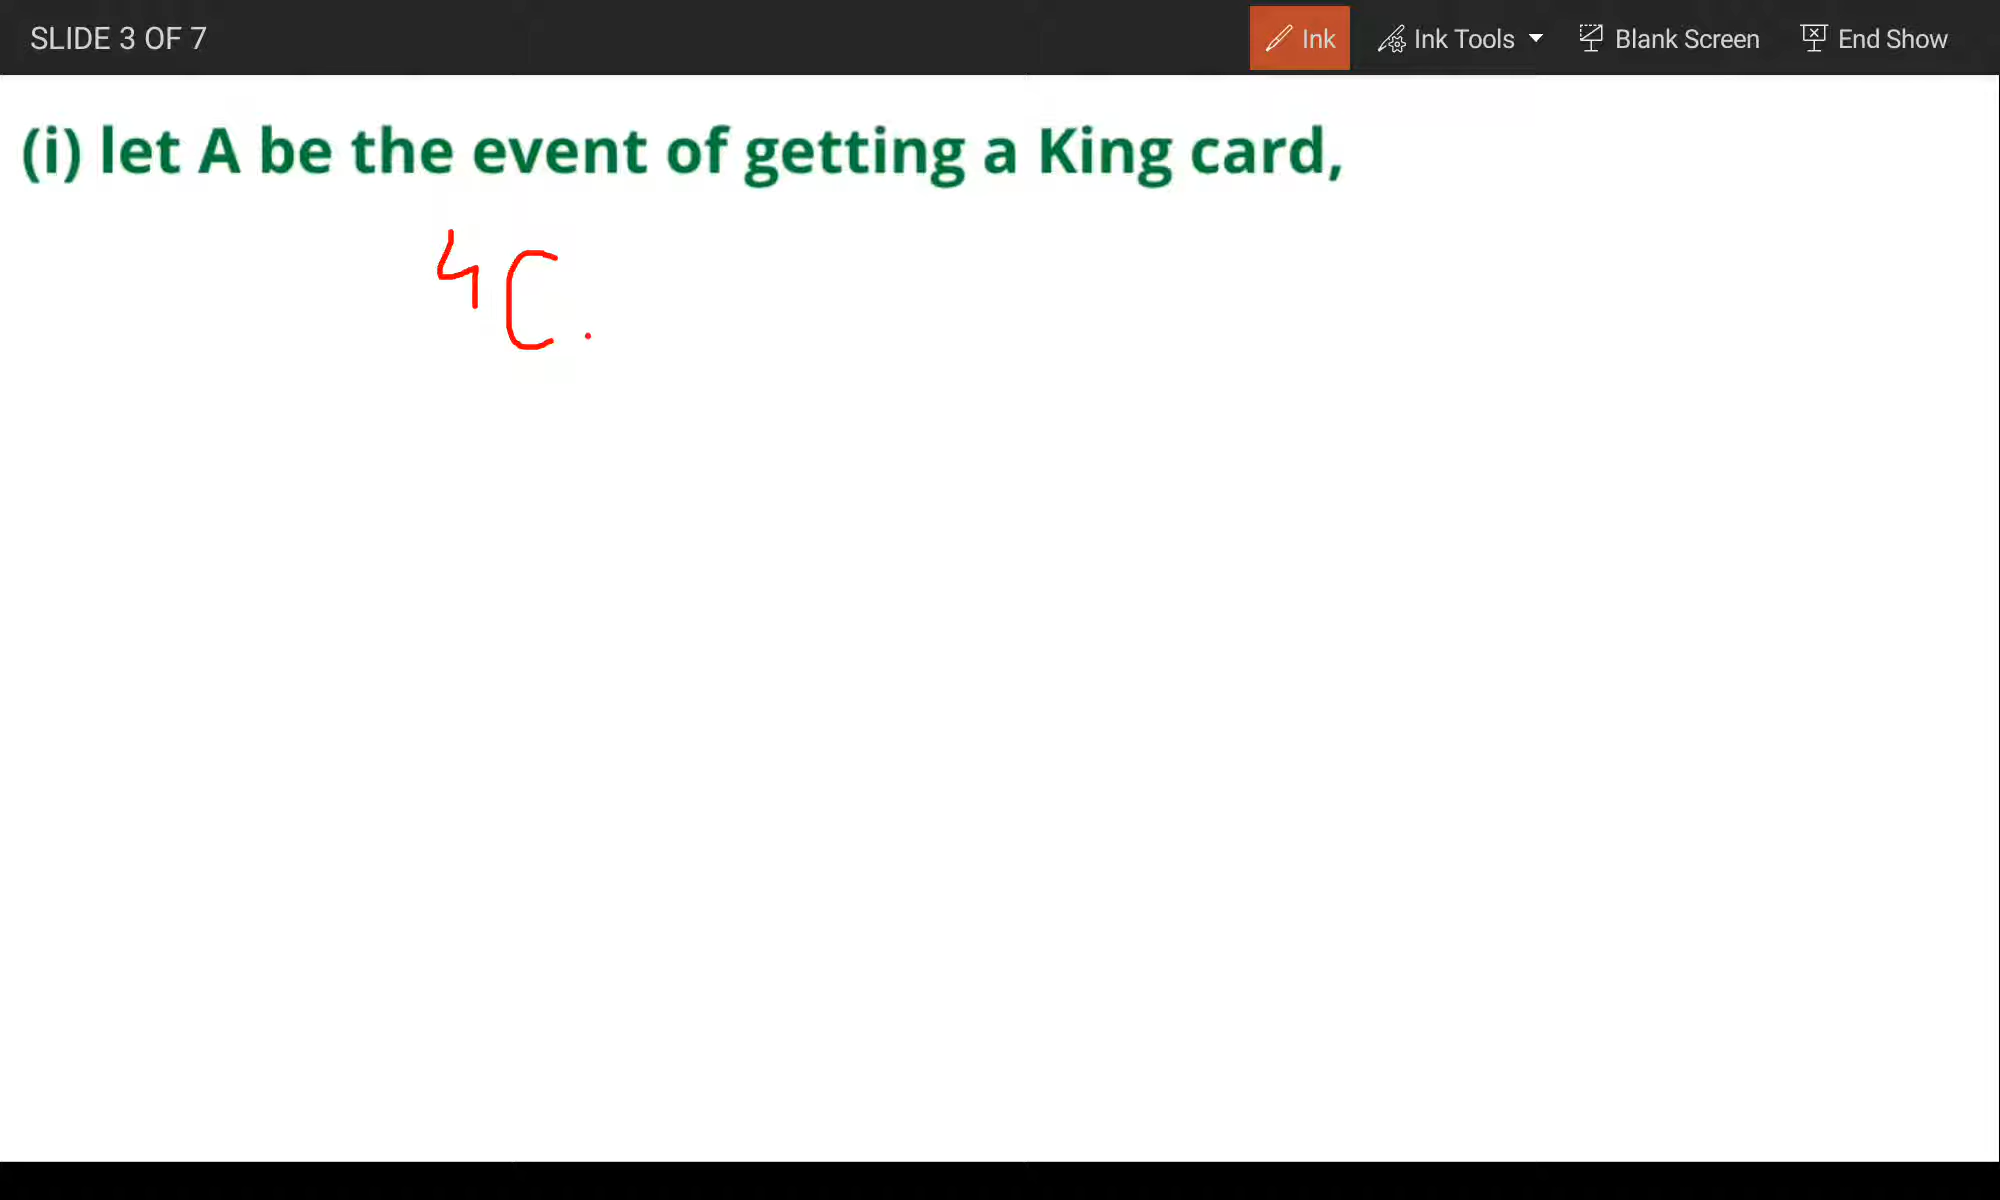 SLIDE 3 OF 7 Ink Ink Tools Blank Screen End Show
(i) let A be the event of getting a King card,
4C.